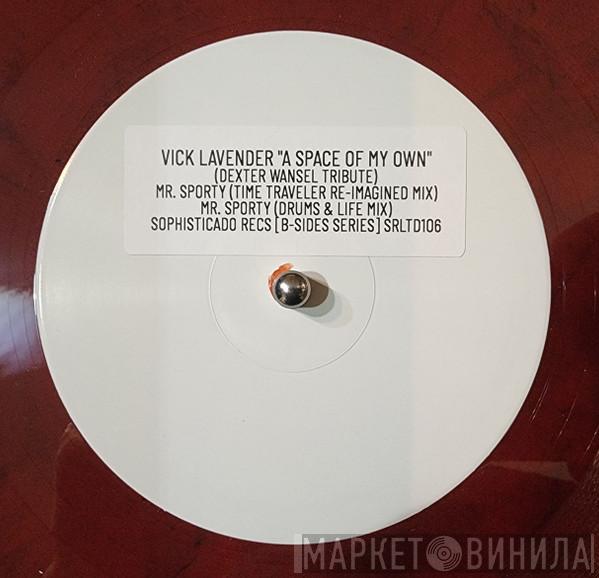 VICK LAVENDER "A SPACE OF MY OWN"
(DEXTER WANSEL TRIBUTE)
MR. SPORTY (TIME TRAVELER RE-IMAGINED MIX)
MR. SPORTY (DRUMS & LIFE MIX)
SOPHISTICADO RECS [B-SIDES SERIES] SRLTD106
МАРКЕТ ВИНИЛА